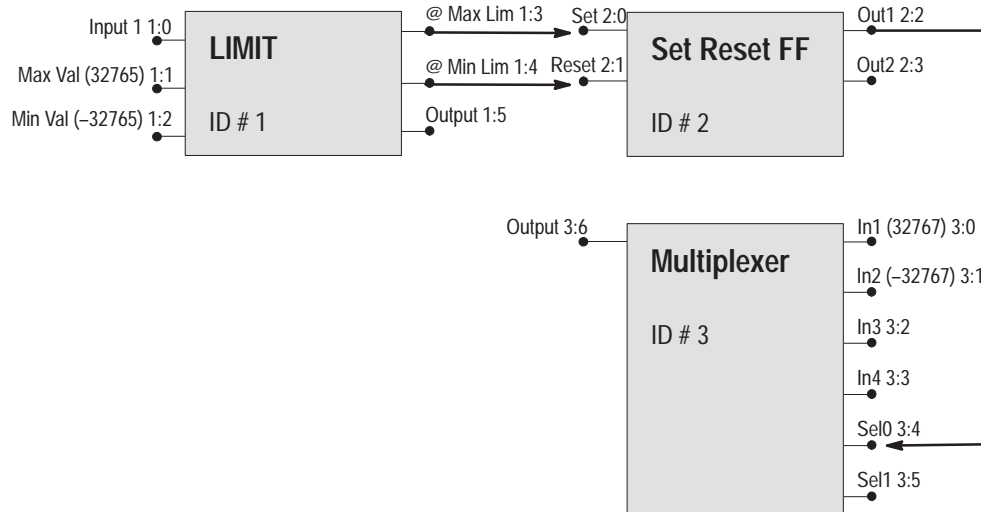 Input 1 1:0
Max Val (32765) 1:1
Min Val (–32765) 1:2
LIMIT
ID # 1
@ Max Lim 1:3
@ Min Lim 1:4
Output 1:5
Set 2:0
Reset 2:1
Set Reset FF
ID # 2
Out1 2:2
Out2 2:3
Output 3:6
Multiplexer
ID # 3
In1 (32767) 3:0
In2 (–32767) 3:1
In3 3:2
In4 3:3
Sel0 3:4
Sel1 3:5